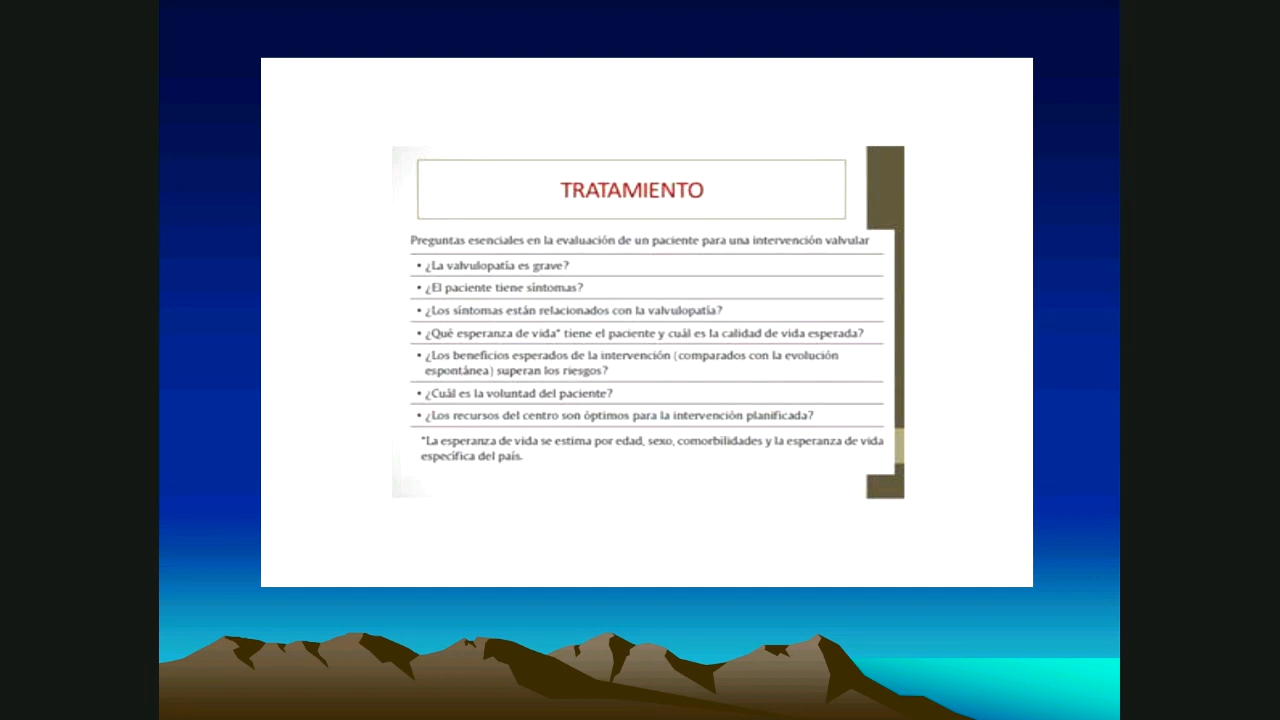 TRATAMIENTO
Preguntas esenciales en la evaluación de un paciente para una intervención valvular
• ¿La valvulopatía es grave?
• ¿El paciente tiene síntomas?
• ¿Los síntomas están relacionados con la valvulopatía?
• ¿Qué esperanza de vida* tiene el paciente y cuál es la calidad de vida esperada?
• ¿Los beneficios esperados de la intervención (comparados con la evolución
espontánea) superan los riesgos?
• ¿Cuál es la voluntad del paciente?
• ¿Los recursos del centro son óptimos para la intervención planificada?
*La esperanza de vida se estima por edad, sexo, comorbilidades y la esperanza de vida
específica del país.